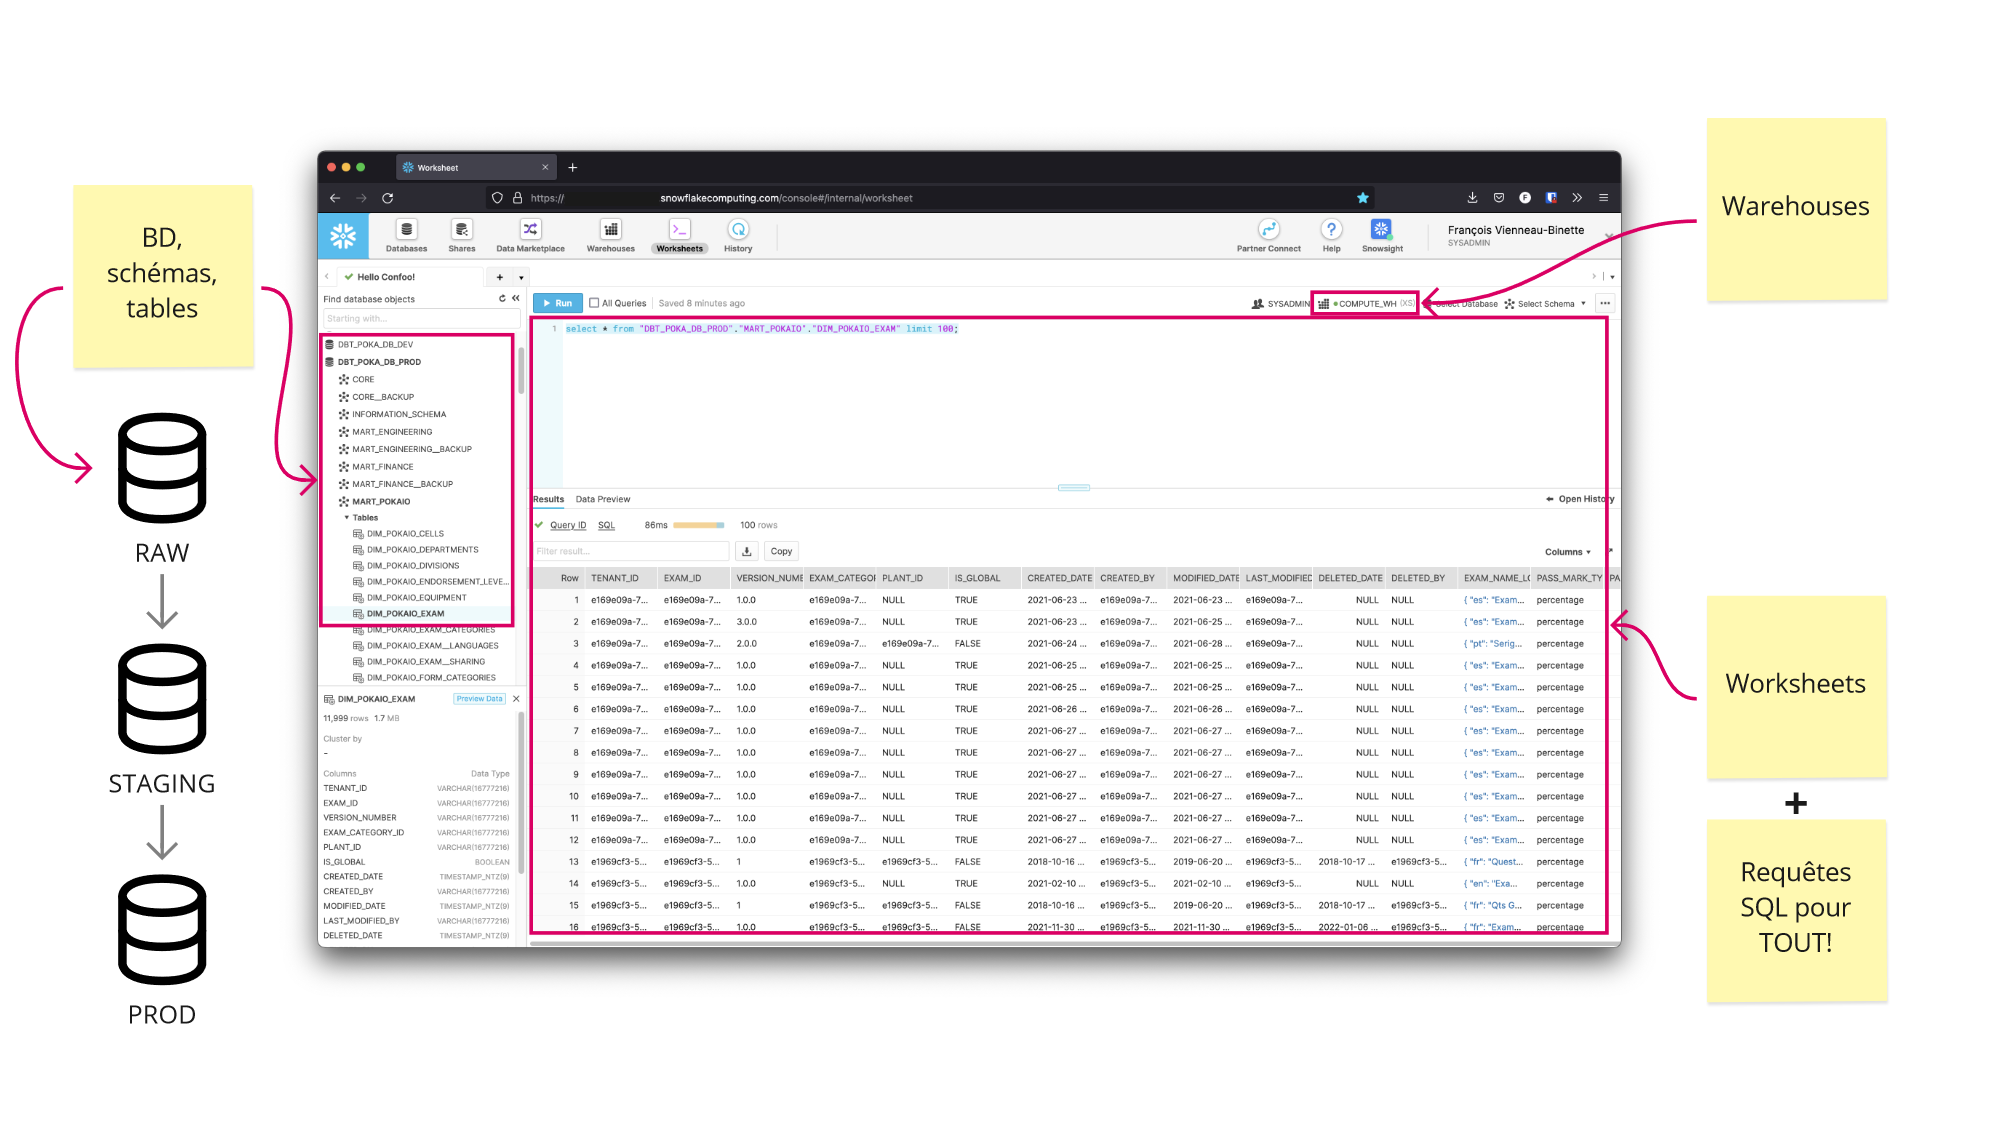 BD,
schémas,
tables
RAW
STAGING
PROD
Worksheet
https://
snowflakecomputing.com/console#/internal/worksheet
Databases
Shares
Data Marketplace
Warehouses
Worksheets
History
Partner Connect
Help
Snowsight
François Vienneau-Binette
SYSADMIN
Hello Confoo!
Find database objects
Starting with...
DBT_POKA_DB_DEV
DBT_POKA_DB_PROD
CORE
CORE__BACKUP
INFORMATION_SCHEMA
MART_ENGINEERING
MART_ENGINEERING__BACKUP
MART_FINANCE
MART_FINANCE__BACKUP
MART_POKAIO
Tables
DIM_POKAIO_CELLS
DIM_POKAIO_DEPARTMENTS
DIM_POKAIO_DIVISIONS
DIM_POKAIO_ENDORSEMENT_LEVE...
DIM_POKAIO_EQUIPMENT
DIM_POKAIO_EXAM
DIM_POKAIO_EXAM_CATEGORIES
DIM_POKAIO_EXAM__LANGUAGES
DIM_POKAIO_EXAM__SHARING
DIM_POKAIO_FORM_CATEGORIES
DIM_POKAIO_EXAM Preview Data
11,999 rows 1.7 MB
Cluster by
-
Columns Data Type
TENANT_ID VARCHAR(16777216)
EXAM_ID VARCHAR(16777216)
VERSION_NUMBER VARCHAR(16777216)
EXAM_CATEGORY_ID VARCHAR(16777216)
PLANT_ID VARCHAR(16777216)
IS_GLOBAL BOOLEAN
CREATED_DATE TIMESTAMP_NTZ(9)
CREATED_BY VARCHAR(16777216)
MODIFIED_DATE TIMESTAMP_NTZ(9)
LAST_MODIFIED_BY VARCHAR(16777216)
DELETED_DATE TIMESTAMP_NTZ(9)
Run All Queries Saved 8 minutes ago
SYSADMIN COMPUTE_WH (XS) Select Database Select Schema
1 select * from "DBT_POKA_DB_PROD"."MART_POKAIO"."DIM_POKAIO_EXAM" limit 100;
Results Data Preview Open History
Query ID SQL 86ms 100 rows
Filter result... Copy Columns
Row TENANT_ID EXAM_ID VERSION_NUME EXAM_CATEGOF PLANT_ID IS_GLOBAL CREATED_DATE CREATED_BY MODIFIED_DATE LAST_MODIFIED DELETED_DATE DELETED_BY EXAM_NAME_LC PASS_MARK_TY PA
1 e169e09a-7... e169e09a-7... 1.0.0 e169e09a-7... NULL TRUE 2021-06-23 ... e169e09a-7... 2021-06-23 ... e169e09a-7... NULL NULL { "es": "Exam... percentage
2 e169e09a-7... e169e09a-7... 3.0.0 e169e09a-7... NULL TRUE 2021-06-23 ... e169e09a-7... 2021-06-25 ... e169e09a-7... NULL NULL { "es": "Exam... percentage
3 e169e09a-7... e169e09a-7... 2.0.0 e169e09a-7... e169e09a-7... FALSE 2021-06-24 ... e169e09a-7... 2021-06-28 ... e169e09a-7... NULL NULL { "pt": "Serig... percentage
4 e169e09a-7... e169e09a-7... 1.0.0 e169e09a-7... NULL TRUE 2021-06-25 ... e169e09a-7... 2021-06-25 ... e169e09a-7... NULL NULL { "es": "Exam... percentage
5 e169e09a-7... e169e09a-7... 1.0.0 e169e09a-7... NULL TRUE 2021-06-25 ... e169e09a-7... 2021-06-25 ... e169e09a-7... NULL NULL { "es": "Exam... percentage
6 e169e09a-7... e169e09a-7... 1.0.0 e169e09a-7... NULL TRUE 2021-06-26 ... e169e09a-7... 2021-06-26 ... e169e09a-7... NULL NULL { "es": "Exam... percentage
7 e169e09a-7... e169e09a-7... 1.0.0 e169e09a-7... NULL TRUE 2021-06-27 ... e169e09a-7... 2021-06-27 ... e169e09a-7... NULL NULL { "es": "Exam... percentage
8 e169e09a-7... e169e09a-7... 1.0.0 e169e09a-7... NULL TRUE 2021-06-27 ... e169e09a-7... 2021-06-27 ... e169e09a-7... NULL NULL { "es": "Exam... percentage
9 e169e09a-7... e169e09a-7... 1.0.0 e169e09a-7... NULL TRUE 2021-06-27 ... e169e09a-7... 2021-06-27 ... e169e09a-7... NULL NULL { "es": "Exam... percentage
10 e169e09a-7... e169e09a-7... 1.0.0 e169e09a-7... NULL TRUE 2021-06-27 ... e169e09a-7... 2021-06-27 ... e169e09a-7... NULL NULL { "es": "Exam... percentage
11 e169e09a-7... e169e09a-7... 1.0.0 e169e09a-7... NULL TRUE 2021-06-27 ... e169e09a-7... 2021-06-27 ... e169e09a-7... NULL NULL { "es": "Exam... percentage
12 e169e09a-7... e169e09a-7... 1.0.0 e169e09a-7... NULL TRUE 2021-06-27 ... e169e09a-7... 2021-06-27 ... e169e09a-7... NULL NULL { "es": "Exam... percentage
13 e1969cf3-5... e1969cf3-5... 1 e1969cf3-5... e1969cf3-5... FALSE 2018-10-16 ... e1969cf3-5... 2019-06-20 ... e1969cf3-5... 2018-10-17 ... e1969cf3-5... { "fr": "Quest... percentage
14 e1969cf3-5... e1969cf3-5... 1.0.0 e1969cf3-5... NULL TRUE 2021-02-10 ... e1969cf3-5... 2021-02-10 ... e1969cf3-5... NULL NULL { "en": "Exa... percentage
15 e1969cf3-5... e1969cf3-5... 1 e1969cf3-5... e1969cf3-5... FALSE 2018-10-16 ... e1969cf3-5... 2019-06-20 ... e1969cf3-5... 2018-10-17 ... e1969cf3-5... { "fr": "Qts G... percentage
16 e1969cf3-5... e1969cf3-5... 1.0.0 e1969cf3-5... e1969cf3-5... FALSE 2021-11-30 ... e1969cf3-5... 2021-11-30 ... e1969cf3-5... 2022-01-06 ... e1969cf3-5... { "fr": "Exam... percentage
Warehouses
Worksheets
+
Requêtes
SQL pour
TOUT!